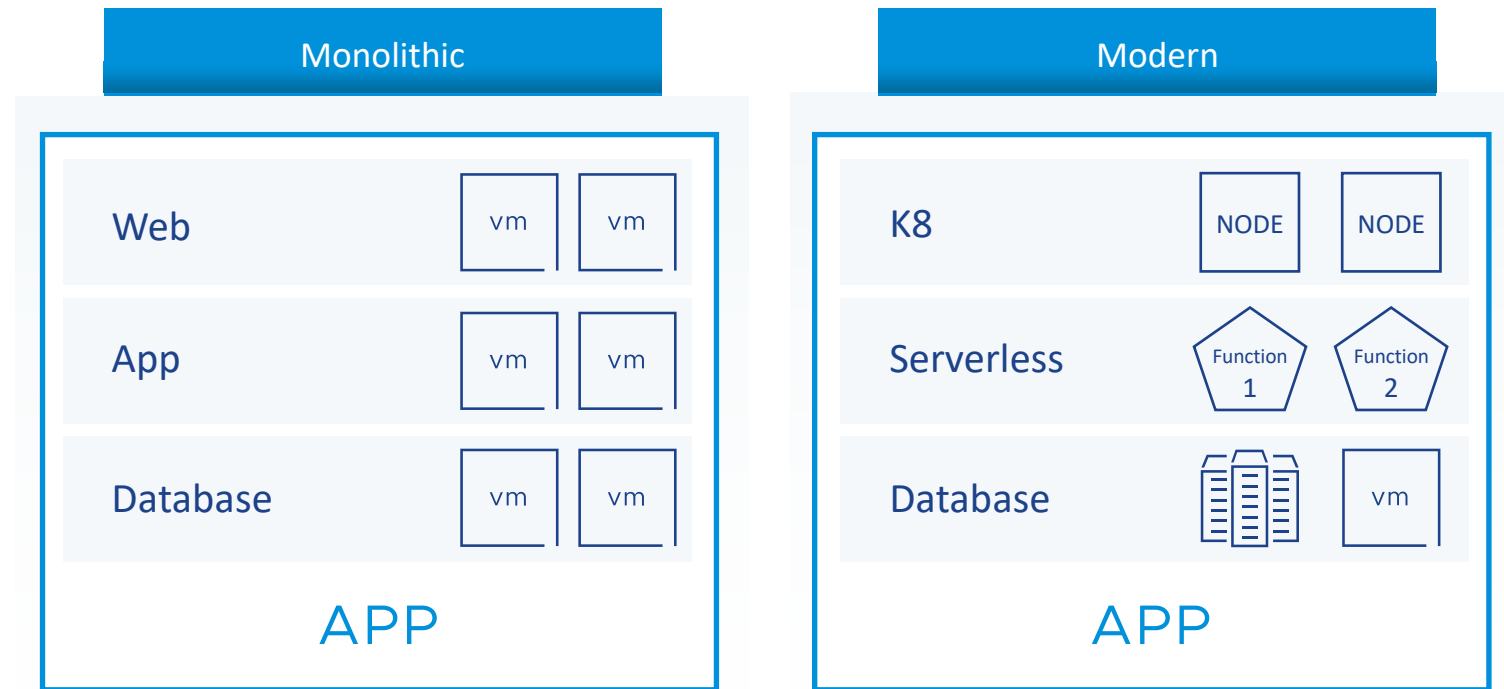 Monolithic
Web
vm vm
App
vm vm
Database
vm vm
APP
Modern
K8
NODE NODE
Serverless
Function Function
1 2
Database
vm
APP